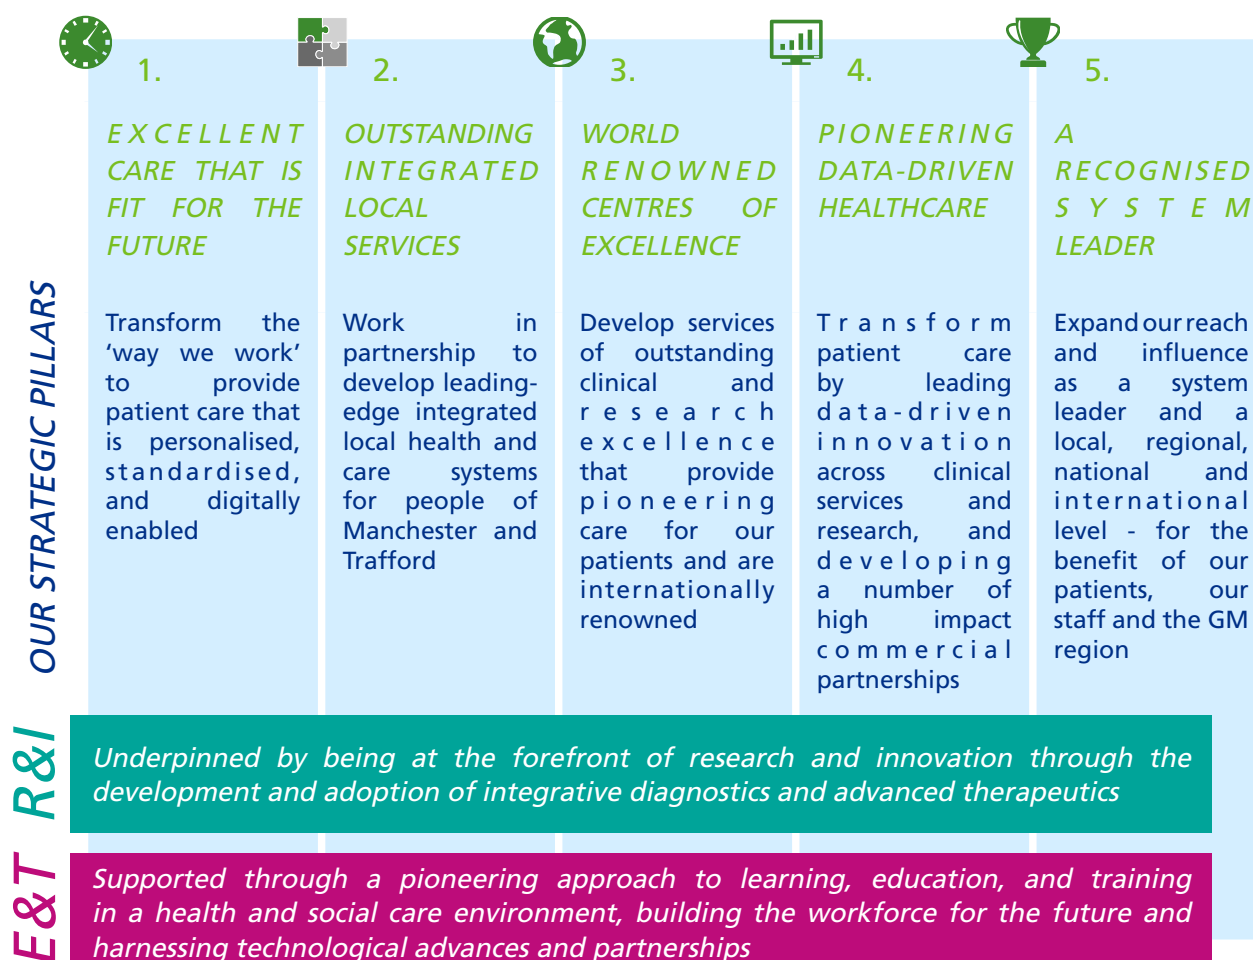 1.
EXCELLENT
CARE THAT IS
FIT FOR THE
FUTURE
Transform the
‘way we work’
to provide
patient care that
is personalised,
standardised,
and digitally
enabled
2.
OUTSTANDING
INTEGRATED
LOCAL
SERVICES
Work in
partnership to
develop leading-
edge integrated
local health and
care systems
for people of
Manchester and
Trafford
3.
WORLD
RENOWNED
CENTRES OF
EXCELLENCE
Develop services
of outstanding
clinical and
research
excellence
that provide
pioneering
care for our
patients and are
internationally
renowned
4.
PIONEERING
DATA-DRIVEN
HEALTHCARE
Transform
patient care
by leading
data-driven
innovation
across clinical
services and
research, and
developing
a number of
high impact
commercial
partnerships
5.
A
RECOGNISED
SYSTEM
LEADER
Expand our reach
and influence
as a system
leader and a
local, regional,
national and
international
level - for the
benefit of our
patients, our
staff and the GM
region
OUR STRATEGIC PILLARS
R&I
Underpinned by being at the forefront of research and innovation through the
development and adoption of integrative diagnostics and advanced therapeutics
E&T
Supported through a pioneering approach to learning, education, and training
in a health and social care environment, building the workforce for the future and
harnessing technological advances and partnerships